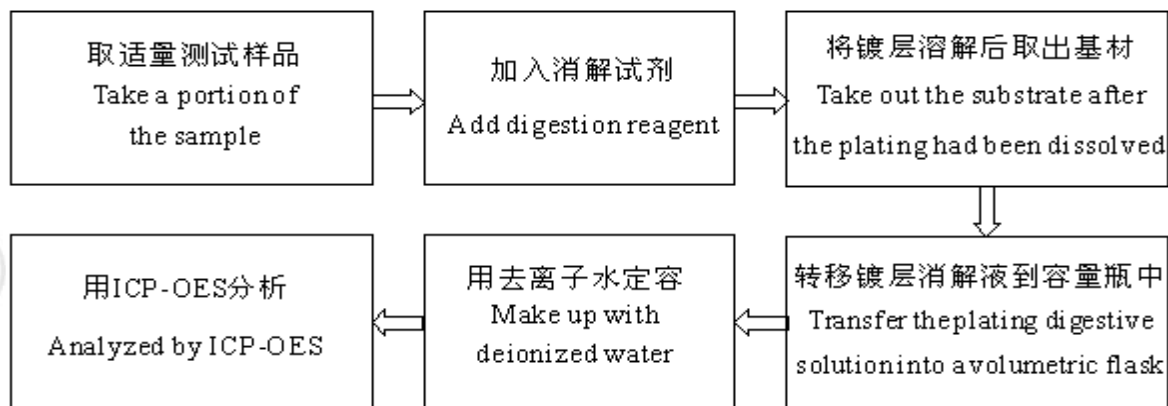 取适量测试样品
Take a portion of
the sample
加入消解试剂
Add digestion reagent
将镀层溶解后取出基材
Take out the substrate after
the plating had been dissolved
转移镀层消解液到容量瓶中
Transfer the plating digestive
solution into a volumetric flask
用去离子水定容
Make up with
deionized water
用ICP-OES分析
Analyzed by ICP-OES